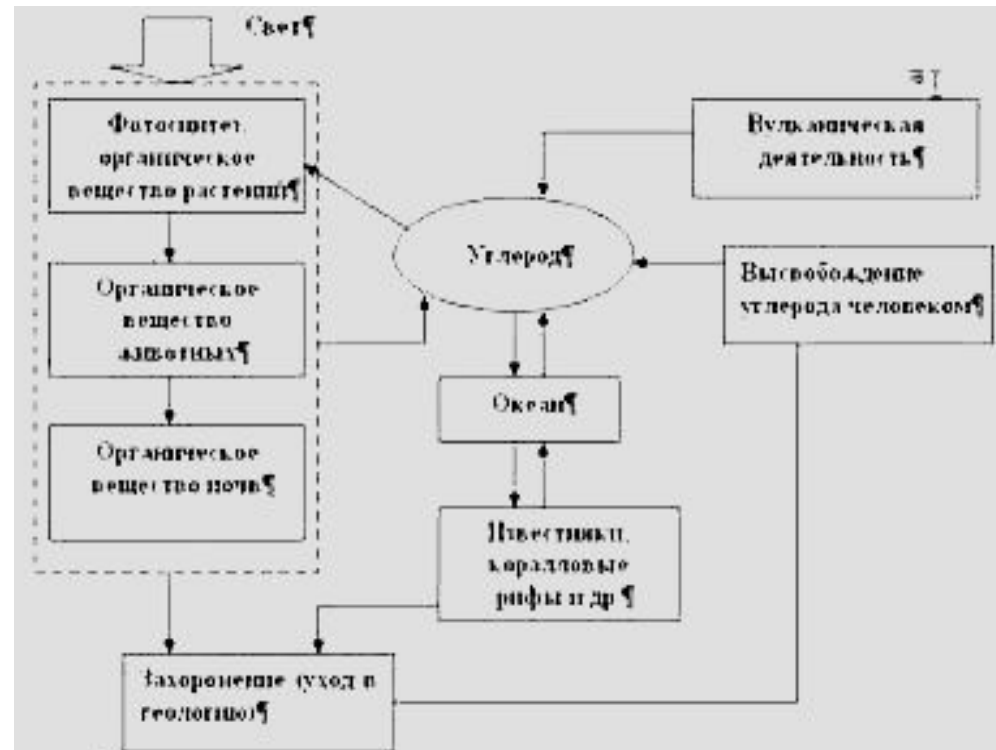 Свет¶
Фотосинтез,
органическое
вещество растений¶
Вулканическая
деятельность¶
Углерод¶
Высвобождение
углерода человеком¶
Органическое
вещество
животных¶
Океан¶
Органическое
вещество почв¶
Известняки,
коралловые
рифы и др¶
Захоронение (уход в
геологию)¶